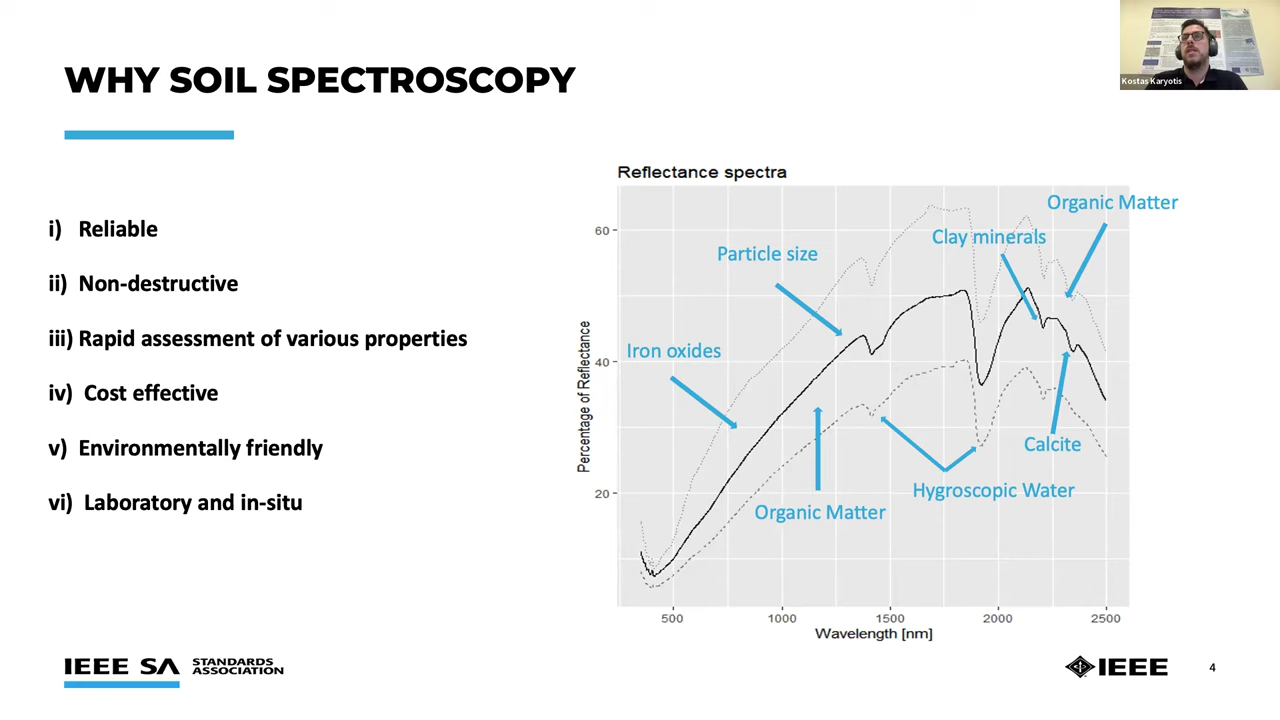 Kostas Karyotis
WHY SOIL SPECTROSCOPY
i) Reliable
ii) Non-destructive
iii) Rapid assessment of various properties
iv) Cost effective
v) Environmentally friendly
vi) Laboratory and in-situ
Reflectance spectra
Organic Matter
Clay minerals
Particle size
Iron oxides
Calcite
Hygroscopic Water
Organic Matter
Percentage of Reflectance
60
40
20
500 1000 1500 2000 2500
Wavelength [nm]
IEEE SA STANDARDS
ASSOCIATION
IEEE
4